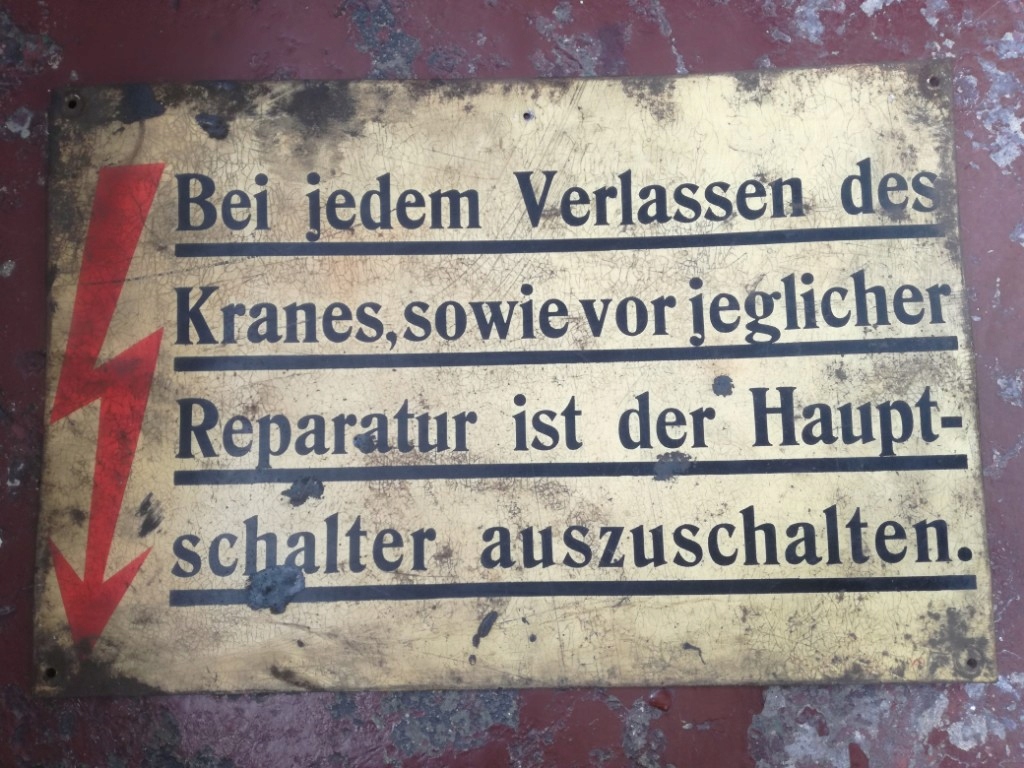 Bei jedem Verlassen des
Kranes, sowie vor jeglicher
Reparatur ist der Haupt-
schalter auszuschalten.